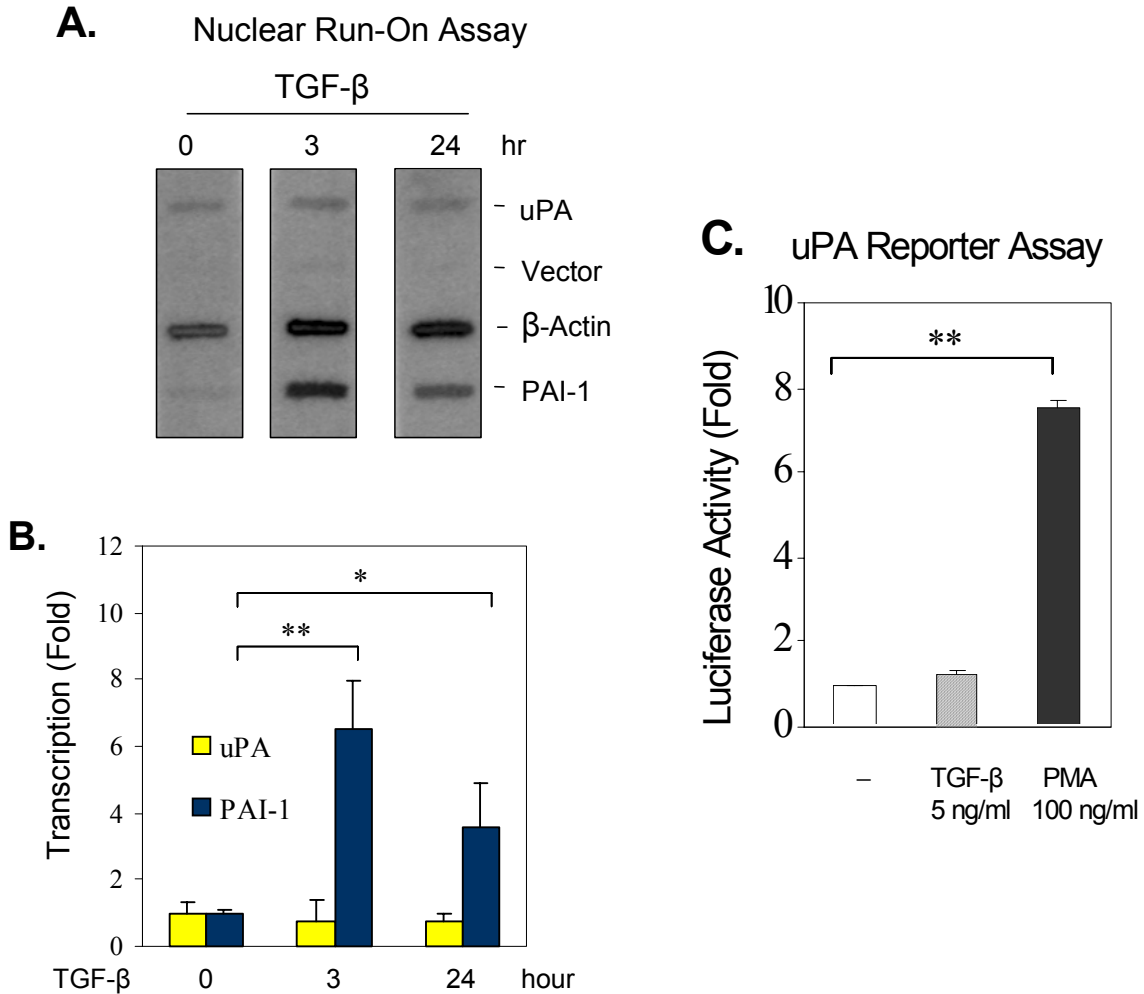 A. Nuclear Run-On Assay
TGF-β
0 3 24 hr
uPA
Vector
β-Actin
PAI-1
B.
Transcription (Fold)
12
10
8
6
4
2
0
*
**
uPA
PAI-1
TGF-β 0 3 24 hour
C. uPA Reporter Assay
Luciferase Activity (Fold)
10
8
6
4
2
0
**
– TGF-β PMA
5 ng/ml 100 ng/ml